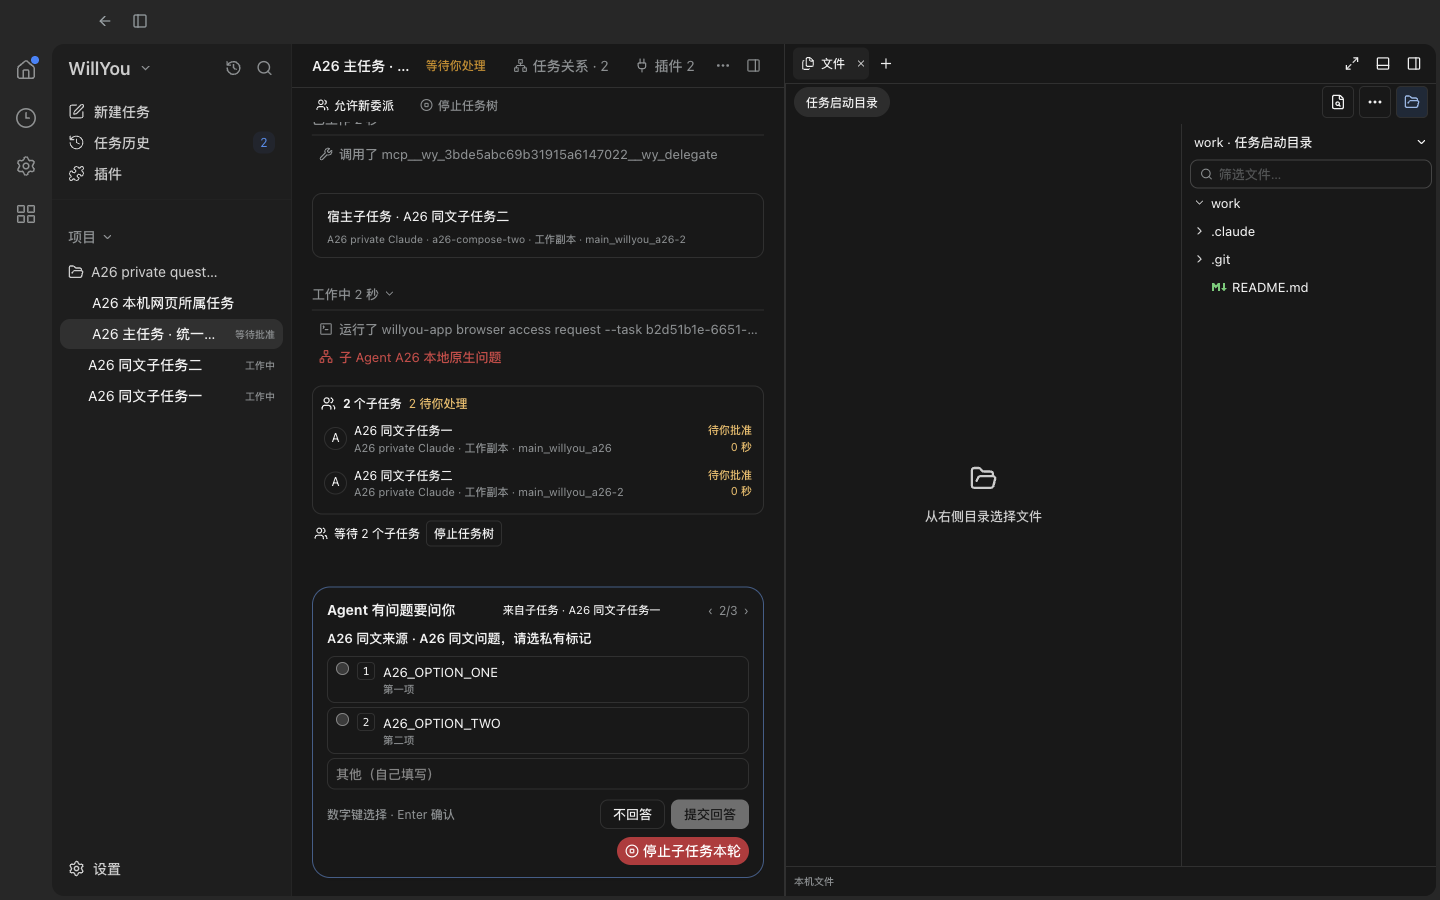 WillYou
新建任务
任务历史
2
插件
项目
A26 private quest...
A26 本机网页所属任务
A26 主任务 · 统一... 等待批准
A26 同文子任务二 工作中
A26 同文子任务一 工作中
设置
A26 主任务 · ... 等待你处理 任务关系 · 2 插件 2
允许新委派 停止任务树
调用了 mcp__wy_3bde5abc69b31915a6147022__wy_delegate
宿主子任务 · A26 同文子任务二
A26 private Claude · a26-compose-two · 工作副本 · main_willyou_a26-2
工作中 2 秒
运行了 willyou-app browser access request --task b2d51b1e-6651-...
子 Agent A26 本地原生问题
2 个子任务 2 待你处理
A
A26 同文子任务一 待你批准
A26 private Claude · 工作副本 · main_willyou_a26 0 秒
A
A26 同文子任务二 待你批准
A26 private Claude · 工作副本 · main_willyou_a26-2 0 秒
等待 2 个子任务 停止任务树
Agent 有问题要问你 来自子任务 · A26 同文子任务一 ‹ 2/3 ›
A26 同文来源 · A26 同文问题，请选私有标记
1 A26_OPTION_ONE
第一项
2 A26_OPTION_TWO
第二项
其他（自己填写）
数字键选择 · Enter 确认 不回答 提交回答
停止子任务本轮
文件 × +
任务启动目录
从右侧目录选择文件
work · 任务启动目录
筛选文件...
work
.claude
.git
M↓ README.md
本机文件